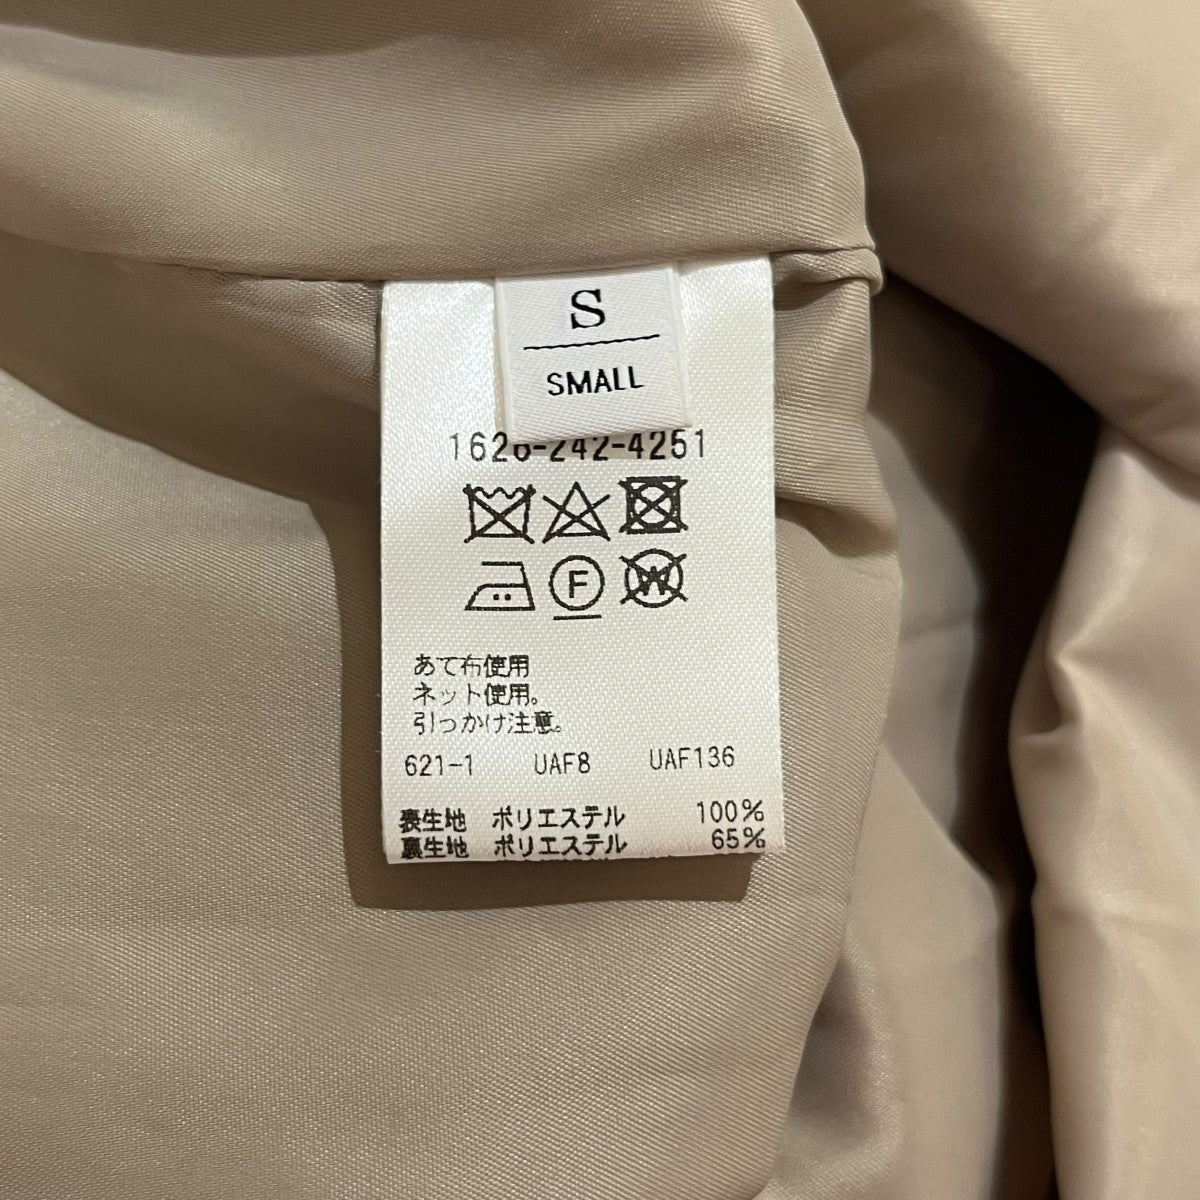 S
SMALL
1626-242-4251
F
W
あて布使用
ネット使用。
引っかけ注意。
621-1 UAF8 UAF136
表生地 ポリエステル 100%
裏生地 ポリエステル 65%